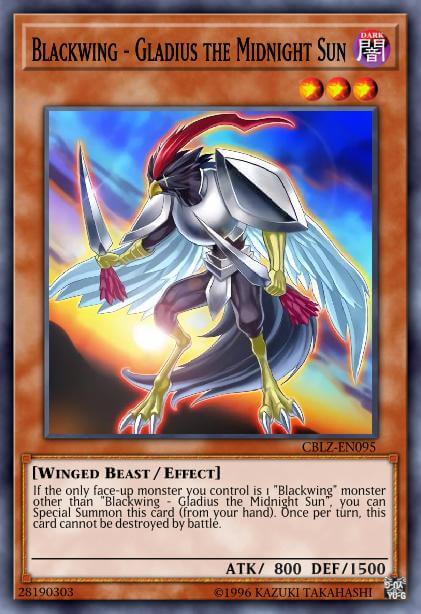 Blackwing - Gladius the Midnight Sun
DARK
闇
CBLZ-EN095
[Winged Beast / Effect]
If the only face-up monster you control is 1 "Blackwing" monster
other than "Blackwing - Gladius the Midnight Sun", you can
Special Summon this card (from your hand). Once per turn, this
card cannot be destroyed by battle.
ATK/ 800 DEF/1500
28190303
©1996 KAZUKI TAKAHASHI